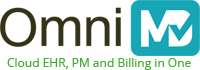 Omni MD
Cloud EHR, PM and Billing in One